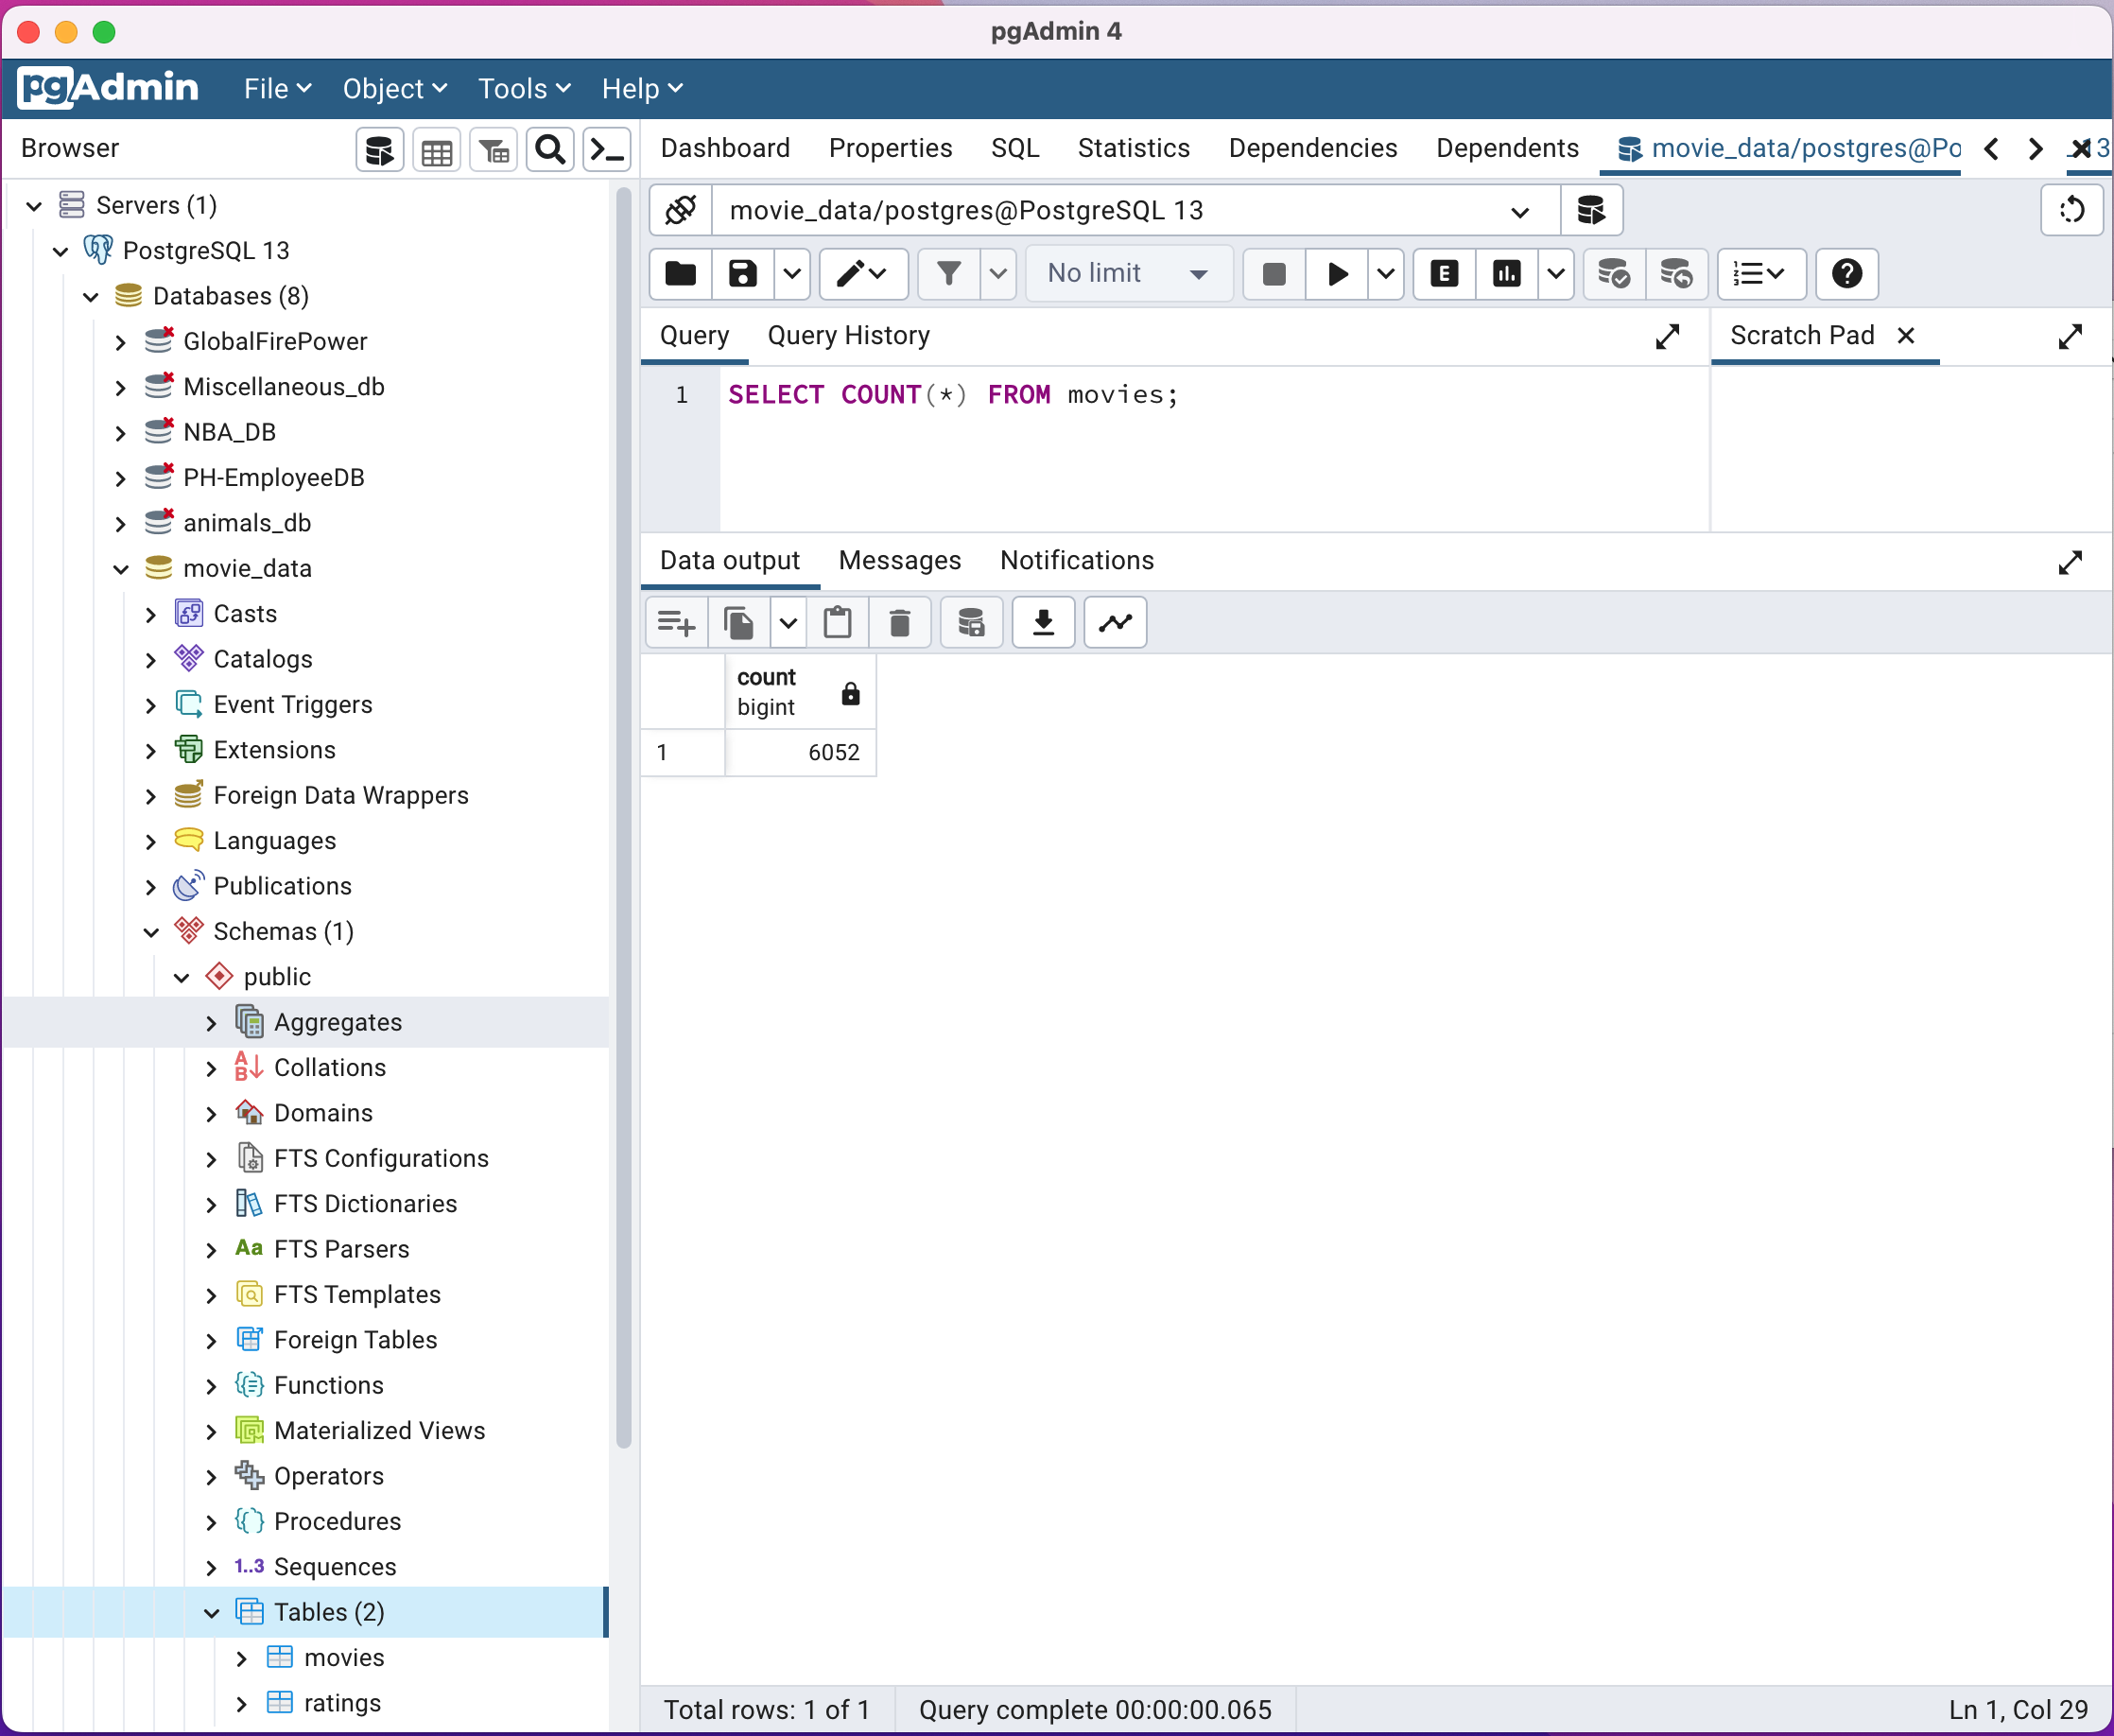 pgAdmin 4
pgAdmin File Object Tools Help
Browser
Dashboard Properties SQL Statistics Dependencies Dependents movie_data/postgres@Po 13
Servers (1)
PostgreSQL 13
Databases (8)
GlobalFirePower
Miscellaneous_db
NBA_DB
PH-EmployeeDB
animals_db
movie_data
Casts
Catalogs
Event Triggers
Extensions
Foreign Data Wrappers
Languages
Publications
Schemas (1)
public
Aggregates
Collations
Domains
FTS Configurations
FTS Dictionaries
Aa FTS Parsers
FTS Templates
Foreign Tables
Functions
Materialized Views
Operators
Procedures
1..3 Sequences
Tables (2)
movies
ratings
movie_data/postgres@PostgreSQL 13
No limit E
Query Query History Scratch Pad
1 SELECT COUNT(*) FROM movies;
Data output Messages Notifications
count
bigint
1 6052
Total rows: 1 of 1 Query complete 00:00:00.065 Ln 1, Col 29